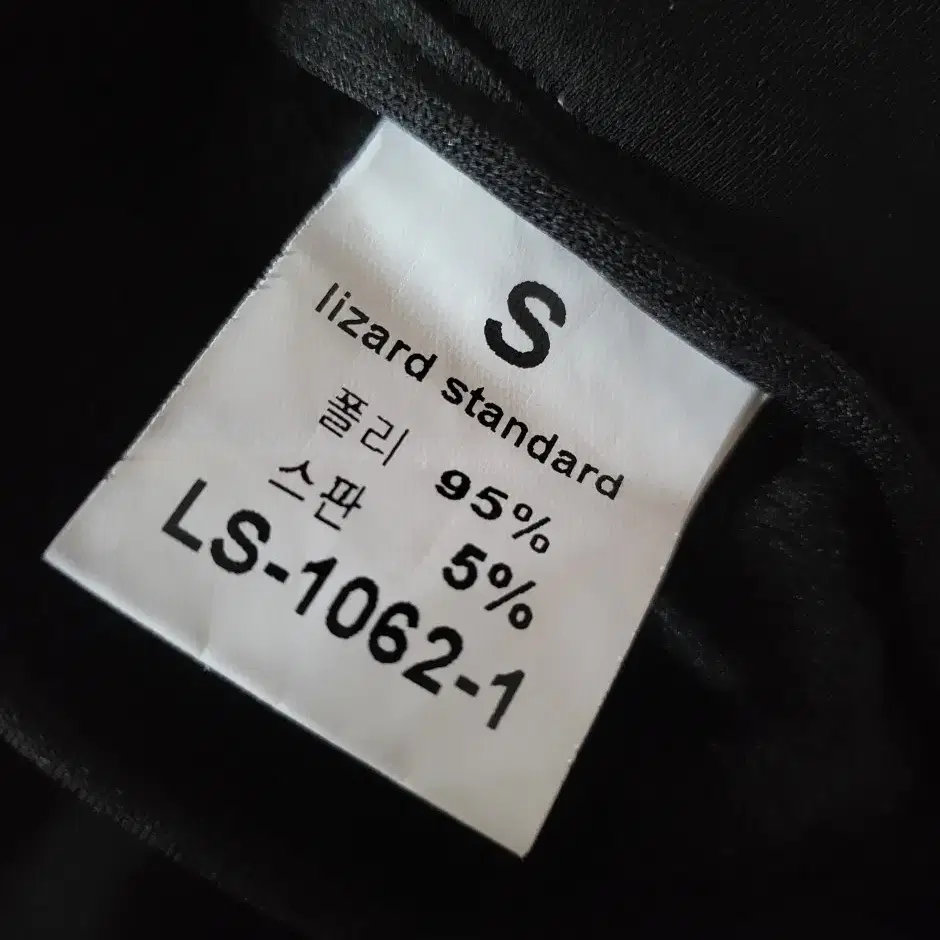 S
lizard standard
폴리 95%
스판 5%
LS-1062-1